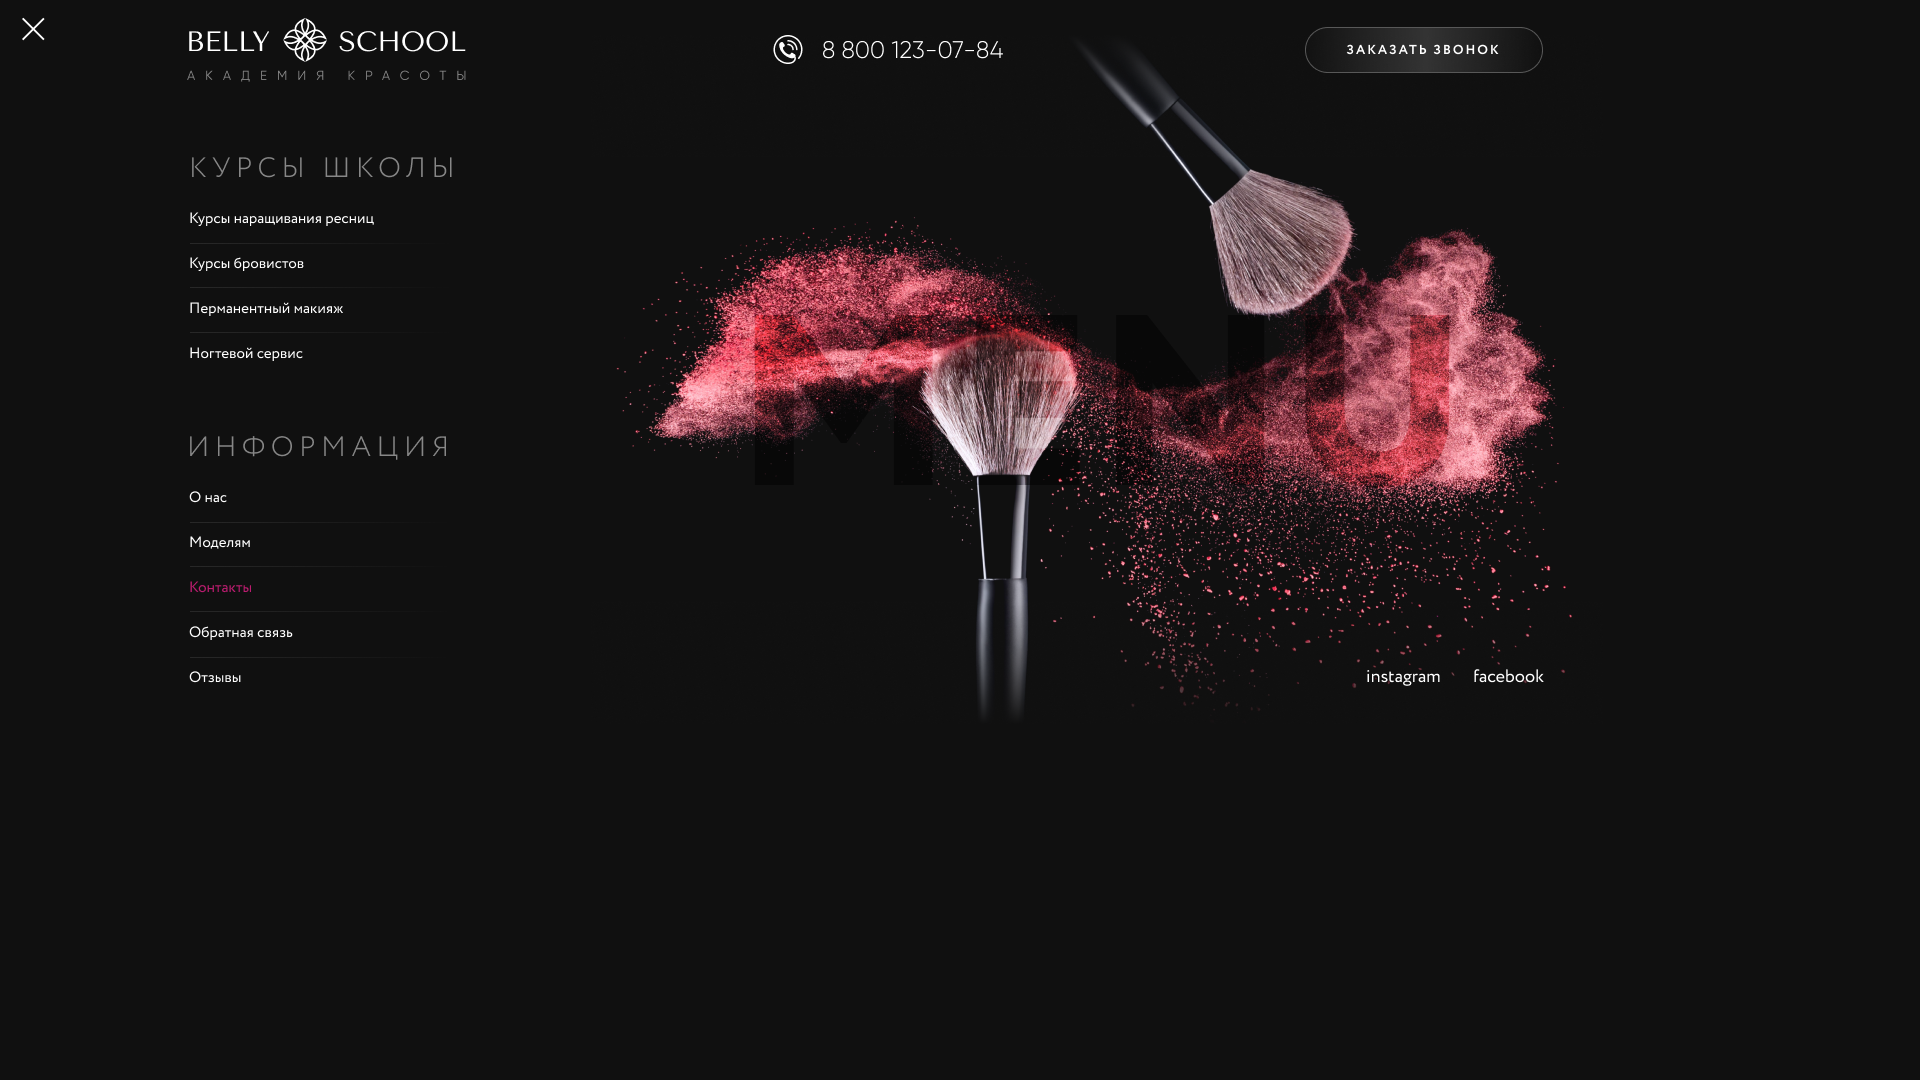 BELLY SCHOOL
АКАДЕМИЯ КРАСОТЫ
8 800 123-07-84
ЗАКАЗАТЬ ЗВОНОК
КУРСЫ ШКОЛЫ
Курсы наращивания ресниц
Курсы бровистов
Перманентный макияж
Ногтевой сервис
MENU
ИНФОРМАЦИЯ
О нас
Моделям
Контакты
Обратная связь
Отзывы
instagram facebook